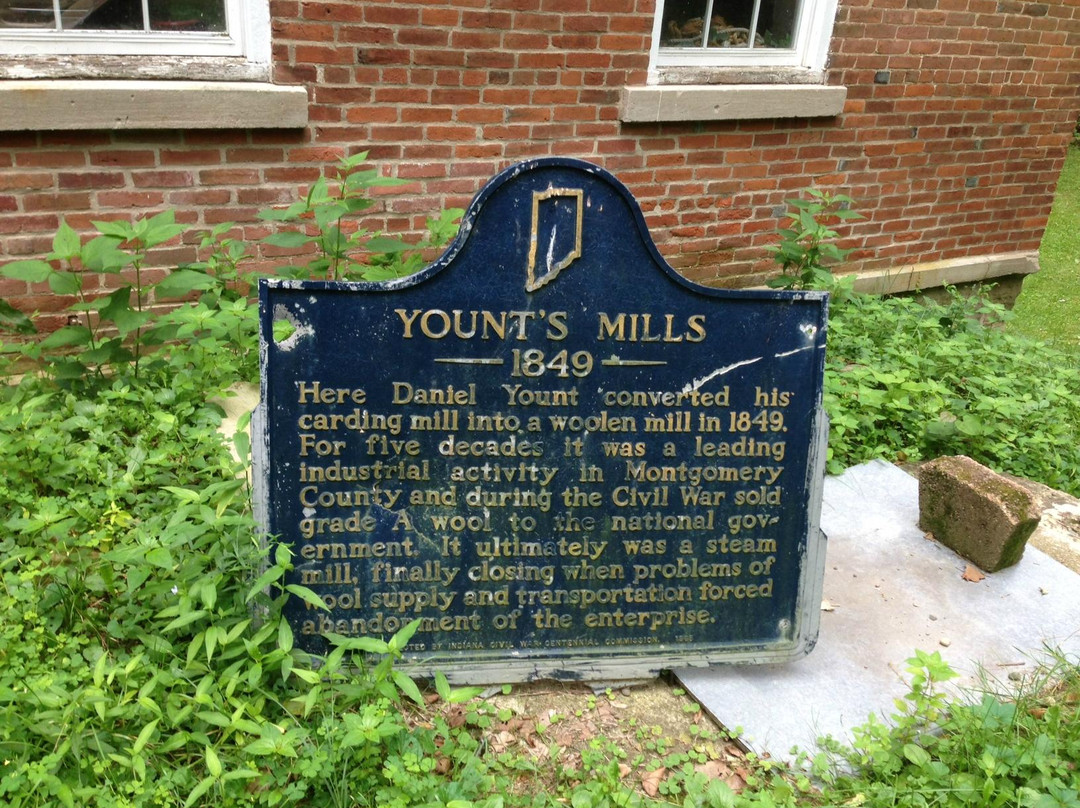 YOUNT'S MILLS
1849
Here Daniel Yount converted his
carding mill into a woolen mill in 1849.
For five decades it was a leading
industrial activity in Montgomery
County and during the Civil War sold
grade A wool to the national gov-
ernment. It ultimately was a steam
mill, finally closing when problems of
wool supply and transportation forced
abandonment of the enterprise.
BY INDIANA CIVIL WAR CENTENNIAL COMMISSION,